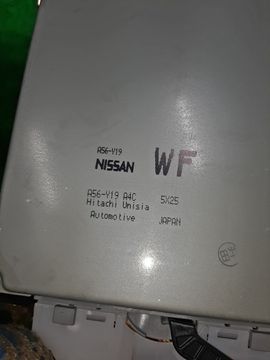 A56-Y19
NISSAN WF
A56-Y19 A4C 5X25
Hitachi Unisia
Automotive JAPAN